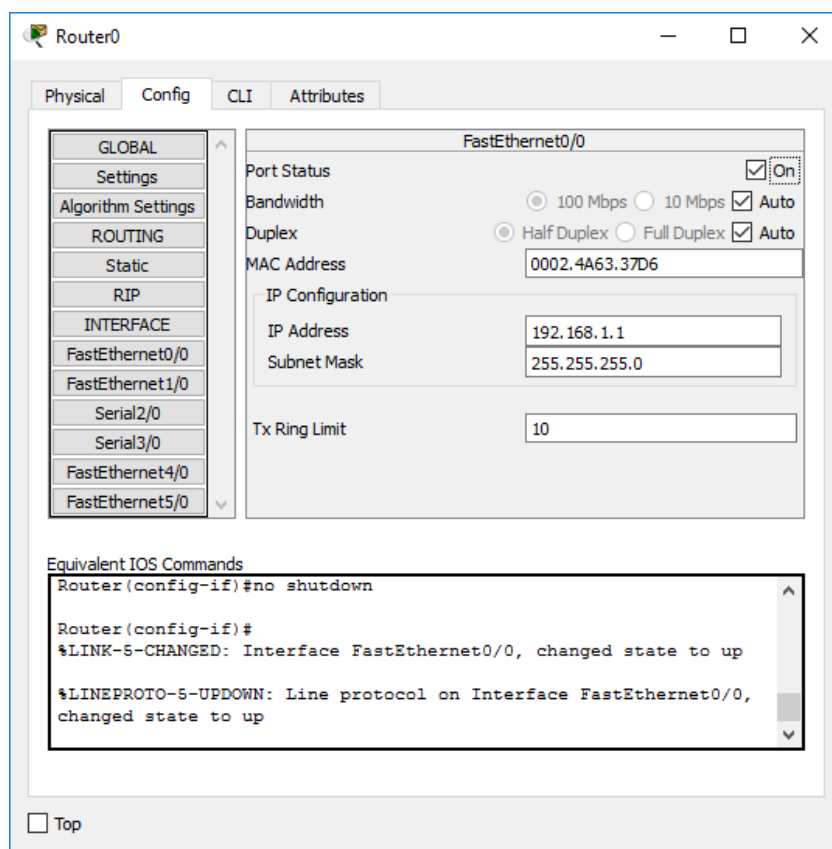 Router0
Physical Config CLI Attributes
GLOBAL
Settings
Algorithm Settings
ROUTING
Static
RIP
INTERFACE
FastEthernet0/0
FastEthernet1/0
Serial2/0
Serial3/0
FastEthernet4/0
FastEthernet5/0
FastEthernet0/0
Port Status On
Bandwidth 100 Mbps 10 Mbps Auto
Duplex Half Duplex Full Duplex Auto
MAC Address 0002.4A63.37D6
IP Configuration
IP Address 192.168.1.1
Subnet Mask 255.255.255.0
Tx Ring Limit 10
Equivalent IOS Commands
Router(config-if)#no shutdown
Router(config-if)#
%LINK-5-CHANGED: Interface FastEthernet0/0, changed state to up
%LINEPROTO-5-UPDOWN: Line protocol on Interface FastEthernet0/0,
changed state to up
Top